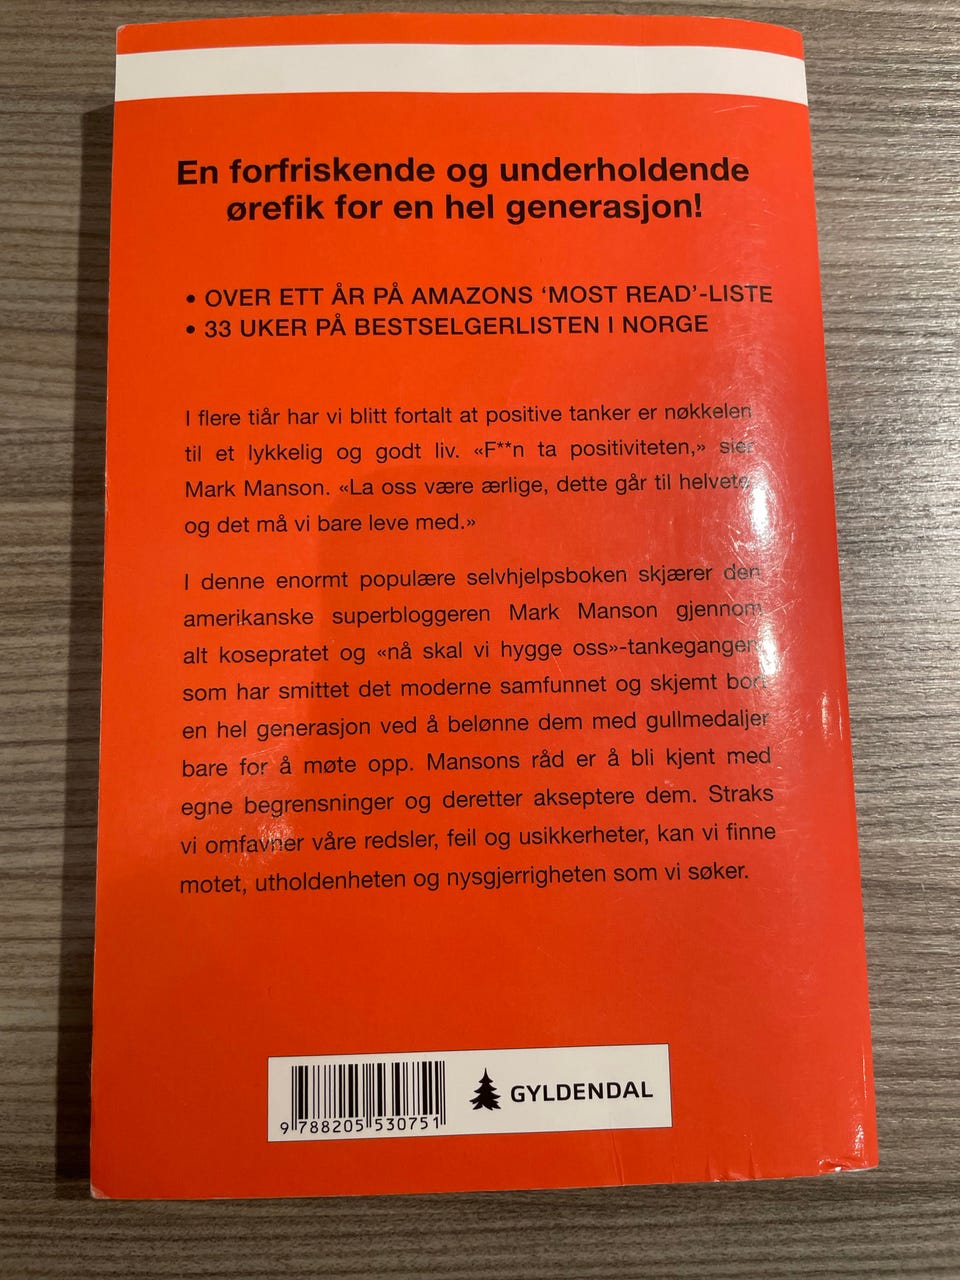 En forfriskende og underholdende
ørefik for en hel generasjon!
• OVER ETT ÅR PÅ AMAZONS ‘MOST READ’-LISTE
• 33 UKER PÅ BESTSELGERLISTEN I NORGE
I flere tiår har vi blitt fortalt at positive tanker er nøkkelen
til et lykkelig og godt liv. «F**n ta positiviteten,» sier
Mark Manson. «La oss være ærlige, dette går til helvete
og det må vi bare leve med.»
I denne enormt populære selvhjelpsboken skjærer den
amerikanske superbloggeren Mark Manson gjennom
alt kosepratet og «nå skal vi hygge oss»-tankegangen
som har smittet det moderne samfunnet og skjemt bort
en hel generasjon ved å belønne dem med gullmedaljer
bare for å møte opp. Mansons råd er å bli kjent med
egne begrensninger og deretter akseptere dem. Straks
vi omfavner våre redsler, feil og usikkerheter, kan vi finne
motet, utholdenheten og nysgjerrigheten som vi søker.
GYLDENDAL
9 788205 530751